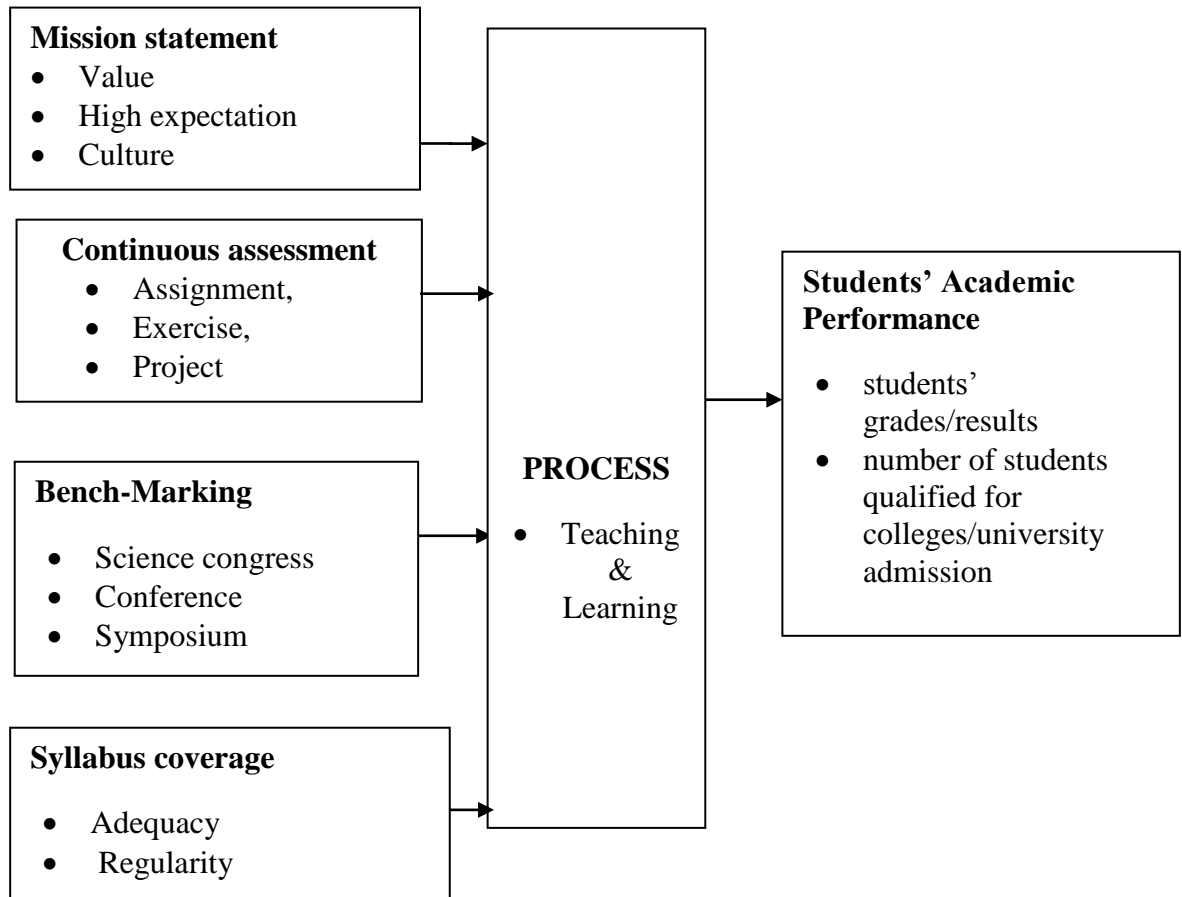 Mission statement
• Value
• High expectation
• Culture
Continuous assessment
• Assignment,
• Exercise,
• Project
Bench-Marking
• Science congress
• Conference
• Symposium
Syllabus coverage
• Adequacy
• Regularity
PROCESS
• Teaching
&
Learning
Students’ Academic
Performance
• students’
grades/results
• number of students
qualified for
colleges/university
admission